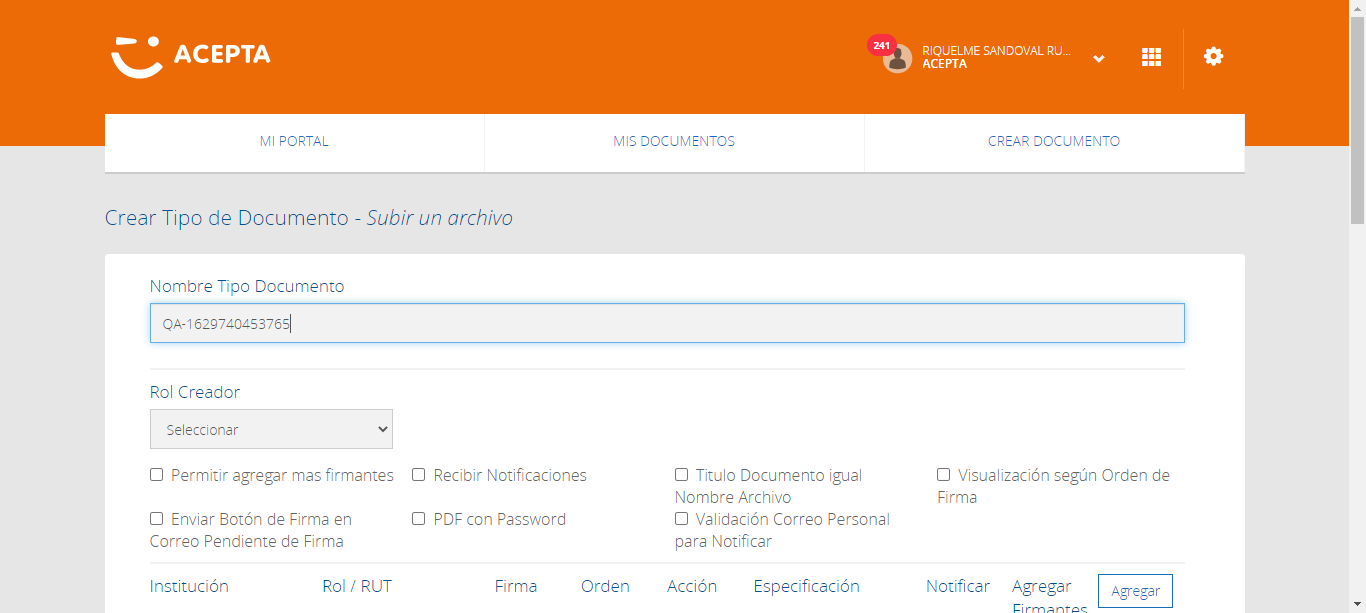 ACEPTA
241
RIQUELME SANDOVAL RU...
ACEPTA
MI PORTAL
MIS DOCUMENTOS
CREAR DOCUMENTO
Crear Tipo de Documento - Subir un archivo
Nombre Tipo Documento
QA-1629740453765
Rol Creador
Seleccionar
Permitir agregar mas firmantes
Recibir Notificaciones
Titulo Documento igual
Nombre Archivo
Visualización según Orden de
Firma
Enviar Botón de Firma en
Correo Pendiente de Firma
PDF con Password
Validación Correo Personal
para Notificar
Institución
Rol / RUT
Firma
Orden
Acción
Especificación
Notificar
Agregar
Firmantes
Agregar